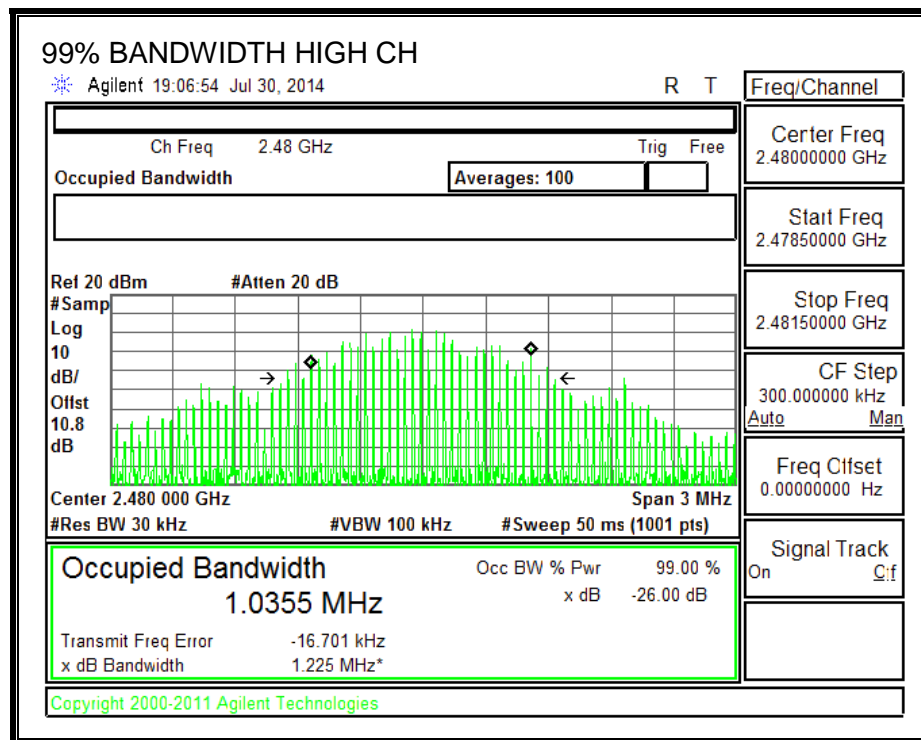 99% BANDWIDTH HIGH CH
Agilent 19:06:54 Jul 30, 2014 R T
Freq/Channel
Ch Freq 2.48 GHz Trig Free
Occupied Bandwidth Averages: 100
Center Freq
2.48000000 GHz
Start Freq
2.47850000 GHz
Stop Freq
2.48150000 GHz
CF Step
300.000000 kHz
Auto Man
Freq Offset
0.00000000 Hz
Signal Track
On Off
Ref 20 dBm #Atten 20 dB
#Samp
Log
10
dB/
Offst
10.8
dB
Center 2.480 000 GHz Span 3 MHz
#Res BW 30 kHz #VBW 100 kHz #Sweep 50 ms (1001 pts)
Occupied Bandwidth Occ BW % Pwr 99.00 %
1.0355 MHz x dB -26.00 dB
Transmit Freq Error -16.701 kHz
x dB Bandwidth 1.225 MHz*
Copyright 2000-2011 Agilent Technologies